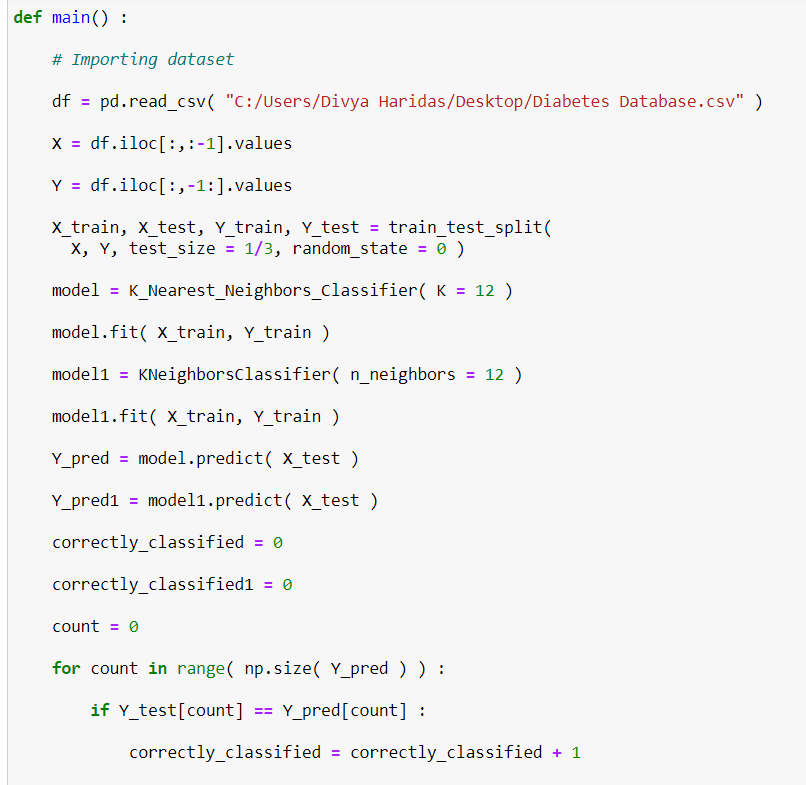 def main() :
# Importing dataset
df = pd.read_csv( "C:/Users/Divya Haridas/Desktop/Diabetes Database.csv" )
X = df.iloc[:,:-1].values
Y = df.iloc[:,-1:].values
X_train, X_test, Y_train, Y_test = train_test_split(
X, Y, test_size = 1/3, random_state = 0 )
model = K_Nearest_Neighbors_Classifier( K = 12 )
model.fit( X_train, Y_train )
model1 = KNeighborsClassifier( n_neighbors = 12 )
model1.fit( X_train, Y_train )
Y_pred = model.predict( X_test )
Y_pred1 = model1.predict( X_test )
correctly_classified = 0
correctly_classified1 = 0
count = 0
for count in range( np.size( Y_pred ) ) :
if Y_test[count] == Y_pred[count] :
correctly_classified = correctly_classified + 1